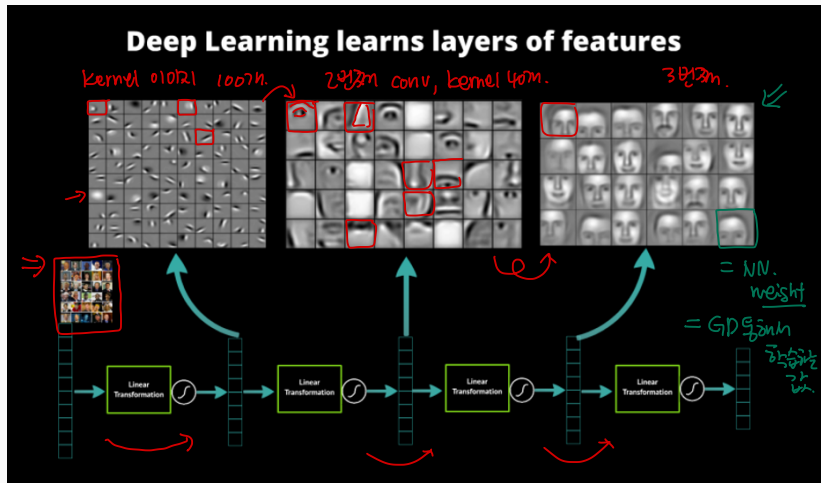 Deep Learning learns layers of features
kernel 이미지 100개.
2번째 conv, kernel 40개.
3번째.
= NN.
weight
= GD 통해서
학습하는
값
Linear
Transformation
Linear
Transformation
Linear
Transformation
Linear
Transformation